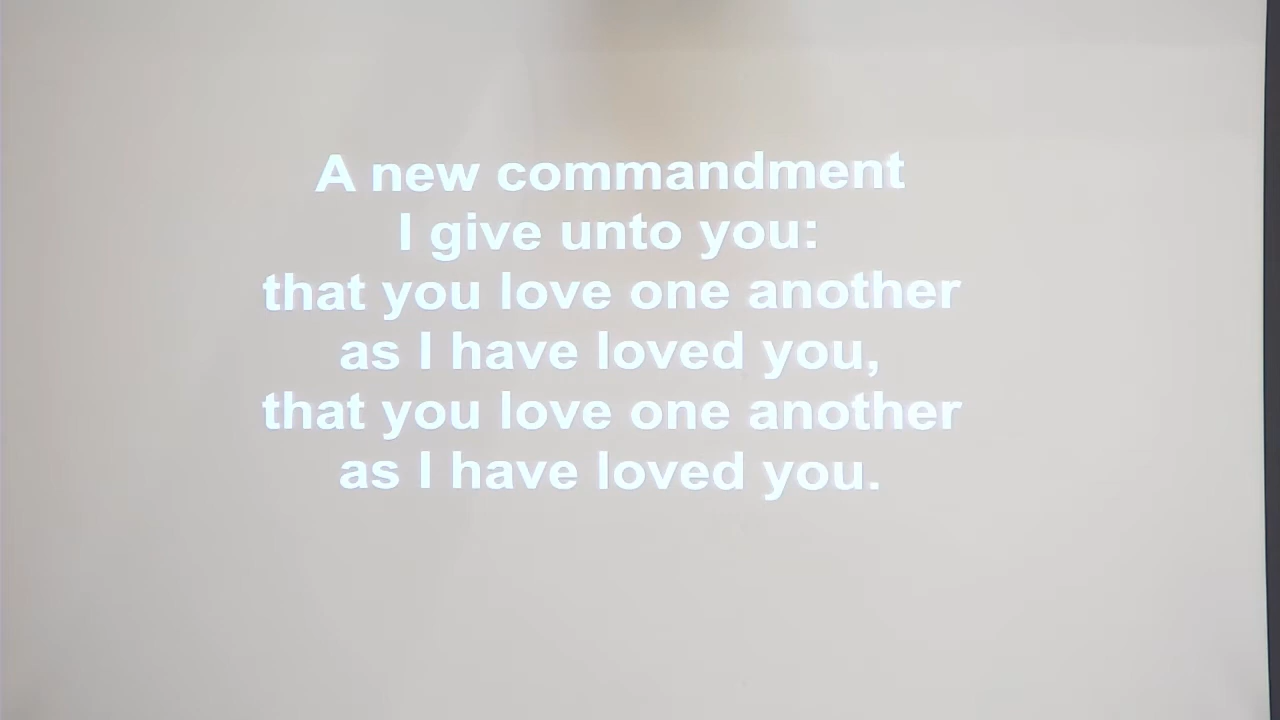 A new commandment
I give unto you:
that you love one another
as I have loved you,
that you love one another
as I have loved you.